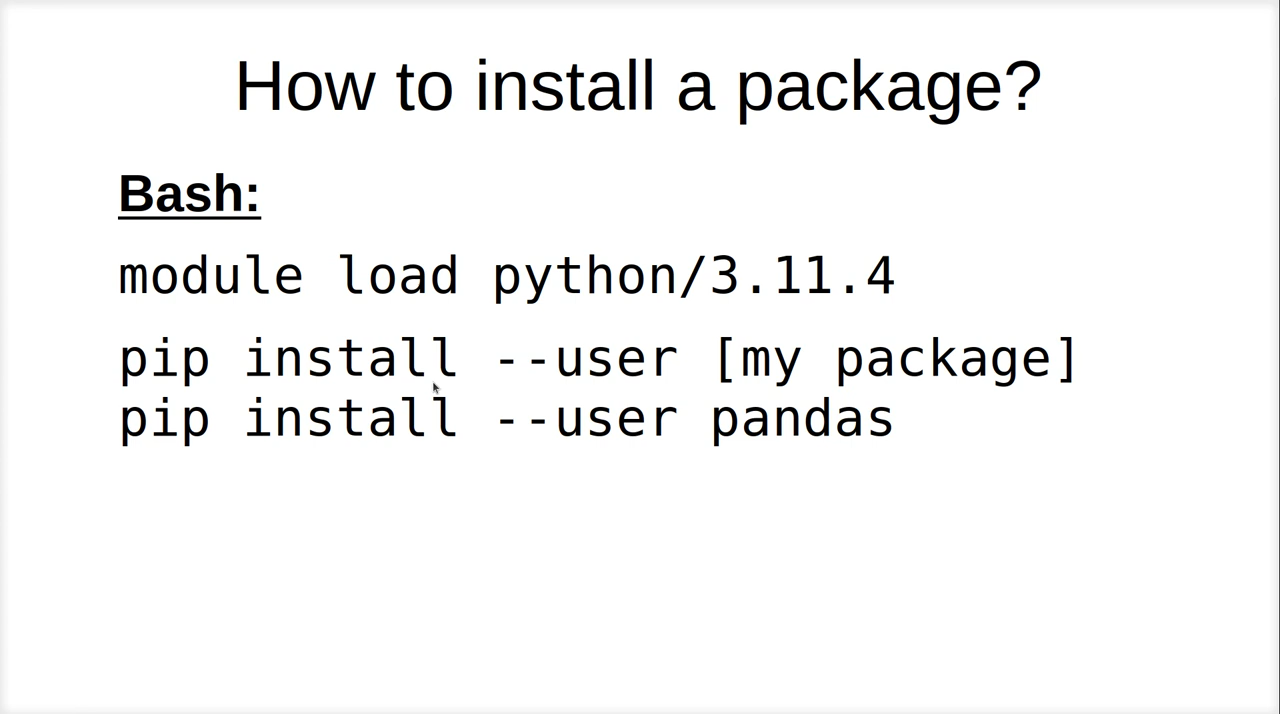 How to install a package?
Bash:
module load python/3.11.4
pip install --user [my package]
pip install --user pandas